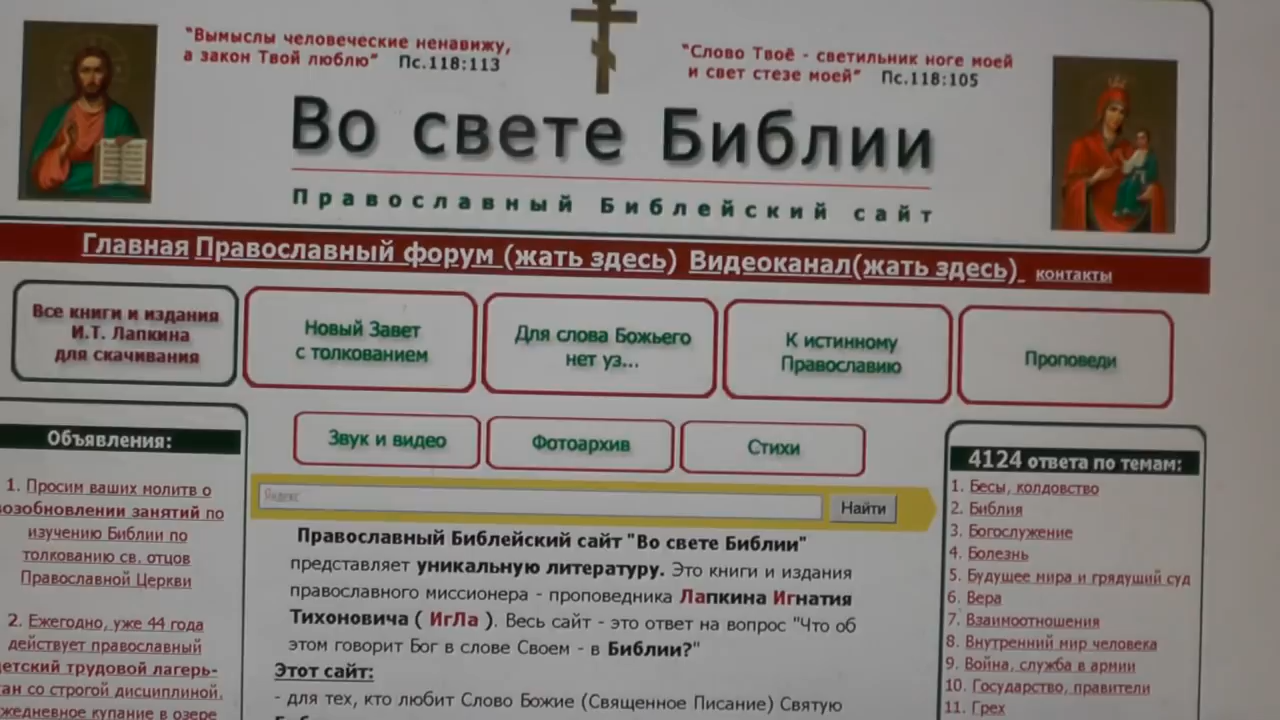 "Вымыслы человеческие ненавижу,
а закон Твой люблю" Пс.118:113
"Слово Твоё - светильник ноге моей
и свет стезе моей" Пс.118:105
Во свете Библии
Православный Библейский сайт
Главная Православный форум (жать здесь) Видеоканал(жать здесь) контакты
Все книги и издания
И.Т. Лапкина
для скачивания
Новый Завет
с толкованием
Для слова Божьего
нет уз...
К истинному
Православию
Проповеди
Звук и видео
Фотоархив
Стихи
Объявления:
1. Просим ваших молитв о
возобновлении занятий по
изучению Библии по
толкованию св. отцов
Православной Церкви
2. Ежегодно, уже 44 года
действует православный
детский трудовой лагерь-
стан со строгой дисциплиной.
Ежедневное купание в озере
Яндекс
Найти
Православный Библейский сайт "Во свете Библии"
представляет уникальную литературу. Это книги и издания
православного миссионера - проповедника Лапкина Игнатия
Тихоновича ( ИгЛа ). Весь сайт - это ответ на вопрос "Что об
этом говорит Бог в слове Своем - в Библии?"
Этот сайт:
- для тех, кто любит Слово Божие (Священное Писание) Святую
4124 ответа по темам:
1. Бесы, колдовство
2. Библия
3. Богослужение
4. Болезнь
5. Будущее мира и грядущий суд
6. Вера
7. Взаимоотношения
8. Внутренний мир человека
9. Война, служба в армии
10. Государство, правители
11. Грех